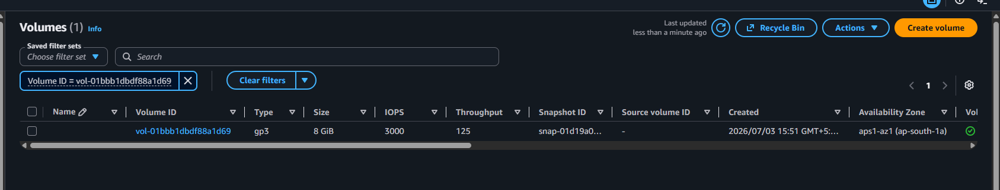 Volumes (1) Info
Last updated
less than a minute ago
Recycle Bin
Actions
Create volume
Saved filter sets
Choose filter set
Search
Volume ID = vol-01bbb1dbdf88a1d69
Clear filters
1
Name Volume ID Type Size IOPS Throughput Snapshot ID Source volume ID Created Availability Zone Vol
vol-01bbb1dbdf88a1d69 gp3 8 GiB 3000 125 snap-01d19a0... - 2026/07/03 15:51 GMT+5:... aps1-az1 (ap-south-1a)